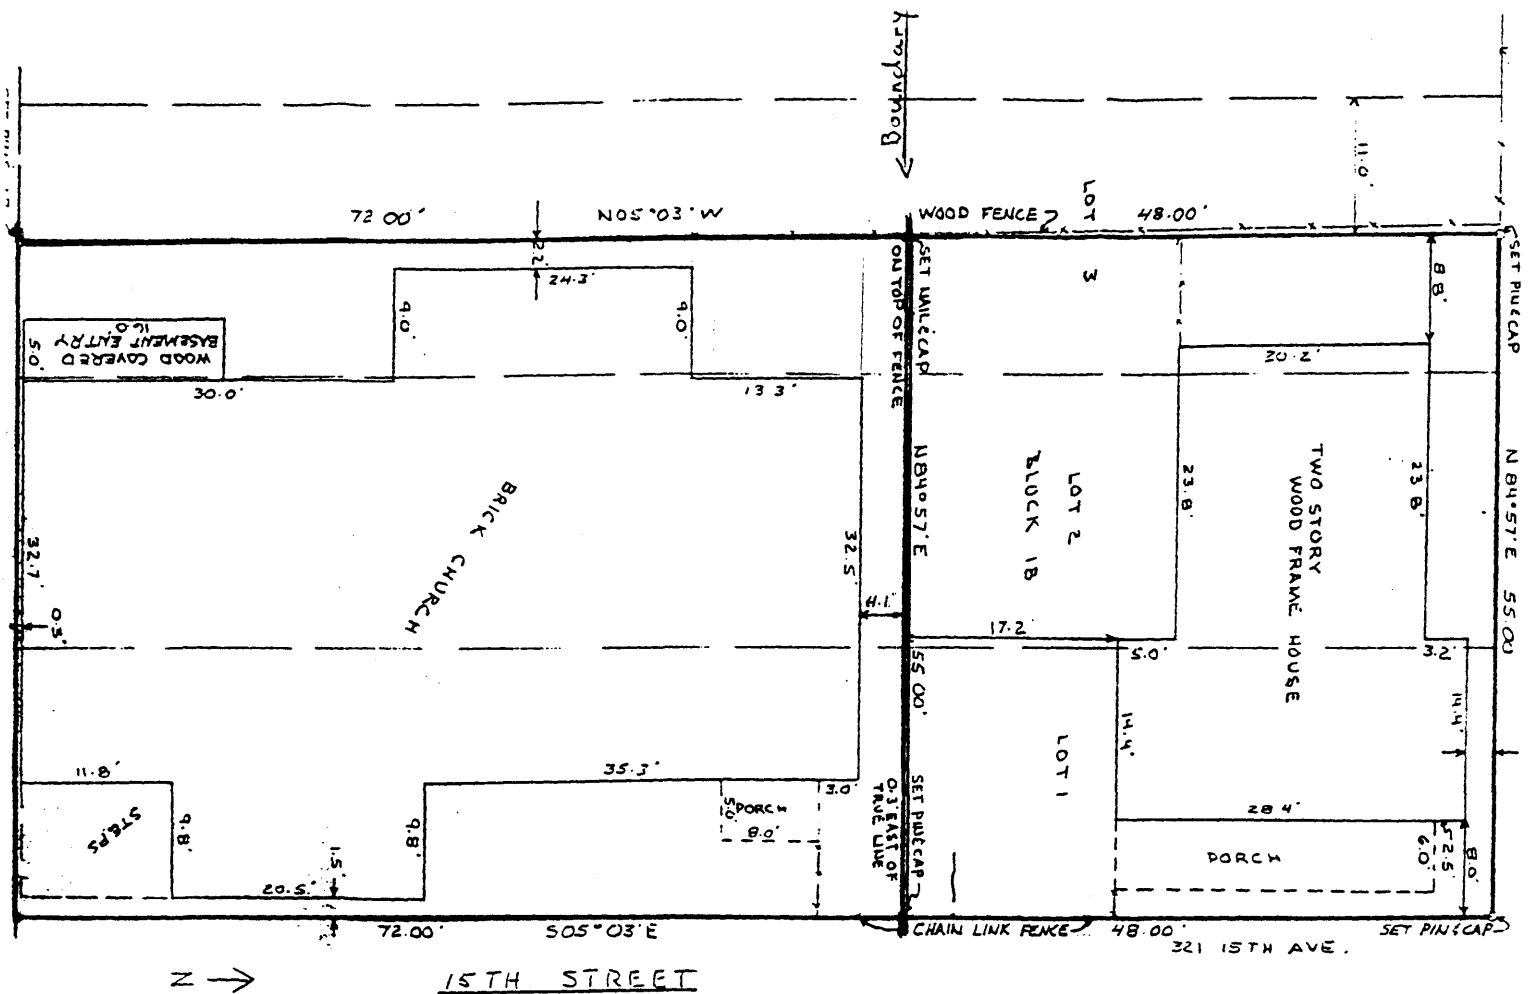 Boundary
11.0'
72 00'
N05°03'W
WOOD FENCE
LOT
3
48.00'
SET PIN & CAP
2.2'
24.3'
9.0'
9.0'
SET NAIL & CAP
ON TOP OF FENCE
8.8'
WOOD COVERED
BASEMENT ENTRY
16.0
5.0'
30.0'
13.3'
20.2'
BRICK CHURCH
32.7'
32.5'
0.3'
4.1'
N84°57'E
55 00'
LOT 2
BLOCK 1B
23.8'
23.8'
TWO STORY
WOOD FRAME HOUSE
N84°57'E 55.00
17.2'
5.0'
3.2'
14.4'
14.4'
LOT 1
11.8'
STEPS
9.8'
9.8'
1.5'
20.5'
35.3'
3.0'
PORCH
5.0'
8.0'
SET PIN & CAP
0.3' EAST OF
TRUE LINE
28 4'
PORCH
6.0'
2.5'
8.0'
72.00'
S05°03'E
CHAIN LINK FENCE
48.00'
SET PIN & CAP
321 15TH AVE.
N
15TH STREET